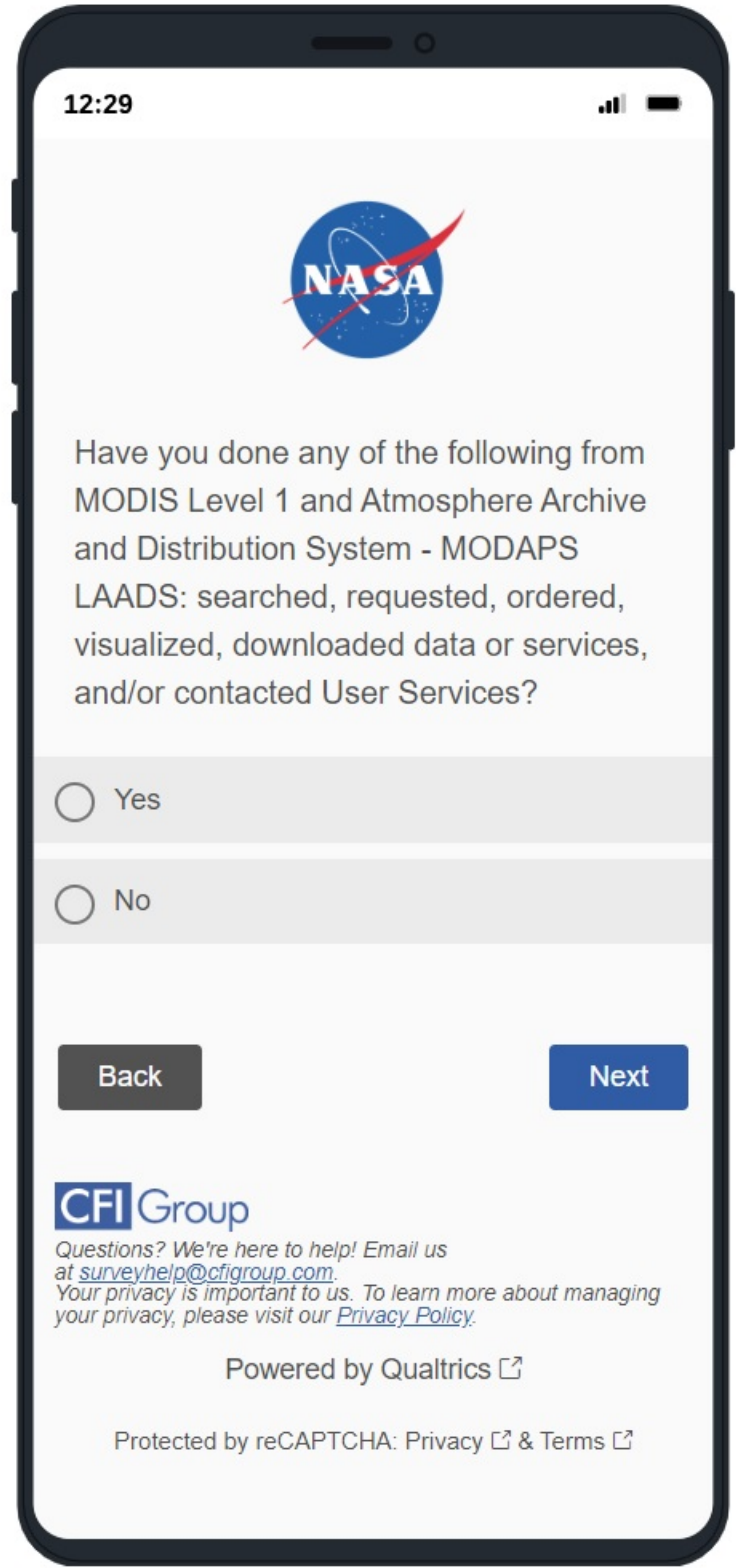 12:29
NASA
Have you done any of the following from
MODIS Level 1 and Atmosphere Archive
and Distribution System - MODAPS
LAADS: searched, requested, ordered,
visualized, downloaded data or services,
and/or contacted User Services?
Yes
No
Back
Next
CFI Group
Questions? We're here to help! Email us
at surveyhelp@cfigroup.com.
Your privacy is important to us. To learn more about managing
your privacy, please visit our Privacy Policy.
Powered by Qualtrics
Protected by reCAPTCHA: Privacy & Terms